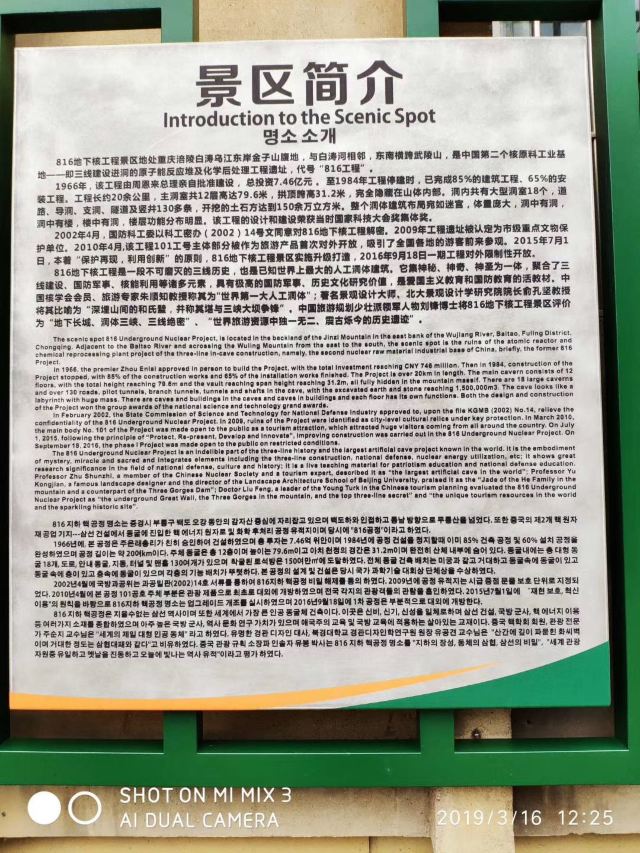 景区简介
Introduction to the Scenic Spot
명소 소개
816地下核工程景区地处重庆涪陵白涛乌江东岸金子山腹地，与白涛河相邻，东南横跨武陵山，是中国第二个核原料工业基
地——即三线建设进洞的原子能反应堆及化学后处理工程遗址，代号“816工程”。
1966年，该工程由周恩来总理亲自批准建设，总投资7.46亿元。至1984年工程停建时，已完成85%的建筑工程、65%的安
装工程。工程长约20余公里，主洞室共12层高达79.6米，拱顶跨高31.2米，完全隐藏在山体内部。洞内共有大型洞室18个，道
路、导洞、支洞、隧道及竖井130多条，开挖的土石方达到150万立方米。整个洞体建筑布局宛如迷宫，体量庞大，洞中有洞，
洞中有楼，楼中有洞，楼层功能分布明显。该工程的设计和建设荣获当时国家科技大会奖集体奖。
2002年4月，国防科工委以科工密办（2002）14号文同意对816地下核工程解密。2009年工程遗址被认定为市级重点文物保
护单位。2010年4月，该工程101工号主体部分被作为旅游产品首次对外开放，吸引了全国各地的游客前来参观。2015年7月1
日，本着“保护再现，利用创新”的原则，816地下核工程景区实施升级打造，2016年9月18日一期工程对外限制性开放。
816地下核工程是一段不可磨灭的三线历史，也是已知世界上最大的人工洞体建筑。它集神秘、神奇、神圣为一体，聚合了三
线建设、国防军事、核能利用等诸多元素，具有极高的国防军事、历史文化研究价值，是爱国主义教育和国防教育的活教材。中
国核学会会员、旅游专家朱顺知教授称其为“世界第一大人工洞体”；著名景观设计大师、北大景观设计学研究院院长俞孔坚教授
将其比喻为“深埋山间的和氏璧，并称其堪与三峡大坝争锋”。中国旅游规划少壮派领军人物刘锋博士将816地下核工程景区评价
为“地下长城、洞体三峡、三线绝密”、“世界旅游资源中独一无二、震古烁今的历史遗迹”。
The scenic spot 816 Underground Nuclear Project, is located in the backland of the Jinzi Mountain in the east bank of the Wujiang River, Baitao, Fuling District,
Chongqing. Adjacent to the Baitao River and acrossing the Wuling Mountain from the east to the south, the scenic spot is the ruins of the atomic reactor and
chemical reprocessing plant project of the three-line in-cave construction, namely, the second nuclear raw material industrial base of China, briefly, the former 816
Project.
In 1966, the premier Zhou Enlai approved in person to build the Project, with the total investment reaching CNY 746 million. Then in 1984, construction of the
Project stopped, with 85% of the construction works and 65% of the installation works finished. The Project is over 20km in length. The main cavern consists of 12
floors, with the total height reaching 79.6m and the vault reaching span height reaching 31.2m, all fully hidden in the mountain massif. There are 18 large caverns
and over 130 roads, pilot tunnels, branch tunnels, tunnels and shafts in the cave, with the excavated earth and stone reaching 1,500,000m3. The cave looks like a
labyrinth with huge mass. There are caves and buildings in the caves and caves in buildings and each floor has its own functions. Both the design and construction
of the Project won the group awards of the national science and technology grand awards.
In February 2002, the State Commission of Science and Technology for National Defense Industry approved to, upon the file KGMB (2002) No.14, relieve the
confidentiality of the 816 Underground Nuclear Project. In 2009, ruins of the Project were identified as city-level cultural relics under key protection. In March 2010,
the main body No. 101 of the Project was made open to the public as a tourism attraction, which attracted huge visitors coming from all around the country. On July
1, 2015, following the principle of "Protect, Re-present, Develop and Innovate", improving construction was carried out in the 816 Underground Nuclear Project. On
September 18, 2016, the phase I Project was made open to public on restricted conditions.
The 816 Underground Nuclear Project is an indelible part of the three-line history and the largest artificial cave project known in the world. It is the embodiment
of mystery, miracle and sacred and integrates elements including the three-line construction, national defense, nuclear energy utilization, etc; it shows great
research significance in the field of national defense, culture and history; it is a live teaching material for patriotism education and national defense education.
Professor Zhu Shunzhi, a member of the Chinese Nuclear Society and a tourism expert, described it as "the largest artificial cave in the world"; Professor Yu
Kongjian, a famous landscape designer and the director of the Landscape Architecture School of Beijing University, praised it as the "Jade of the He Family in the
mountain and a counterpart of the Three Gorges Dam"; Doctor Liu Feng, a leader of the Young Turk in the Chinese tourism planning evaluated the 816 Underground
Nuclear Project as "the underground Great Wall, the Three Gorges in the mountain, and the top three-line secret" and "the unique tourism resources in the world
and the sparkling historic site".
816 지하 핵 공정 명소는 중경시 부릉구 백도 오강 동안의 금자산 중심에 자리잡고 있으며 백도하와 인접하고 동남 방향으로 무릉산을 넘었다. 또한 중국의 제2개 핵 원자
재 공업 기지---삼선 건설에서 동굴에 진입한 핵 에너지 원자로 및 화학 후처리 공정 유적지이며 당시에 "816공정"이라고 하였다.
1966년에, 본 공정은 주은래총리가 친히 승인하여 건설하였으며 총 투자는 7.46억 위안이며 1984년에 공정 건설을 정지할때 이미 85% 건축 공정 및 60% 설치 공정을
완성하였으며 공정 길이는 약 200km이다. 주체 동굴은 총 12층이며 높이는 79.6m이고 아치 천정의 경간은 31.2m이며 완전히 산체 내부에 숨어 있다. 동굴내에는 총 대형 동
굴 18개, 도로, 안내 동굴, 지동, 터널 및 맨홀 130여개가 있으며 착굴된 토석방은 150만m에 도달하였다. 전체 동굴 건축 배치는 미궁과 같고 거대하고 동굴속에 동굴이 있고
동굴 속에 층이 있고 층속에 동굴이 있으며 각층의 기능 배치가 뚜렷하다. 본 공정의 설계 및 건설은 당시 국가 과학기술 대회상 단체상을 수상하였다.
2002년4월에 국방과공위는 과공밀판(2002)14호 서류를 통하여 816지하 핵공정 비밀 해제를 동의 하였다. 2009년에 공정 유적지는 시급 중점 문물 보호 단위로 지정되
었다. 2010년4월에 본 공정 101공호 주체 부분은 관광 제품으로 최초로 대외에 개방하였으며 전국 각지의 관광객들의 관람을 흡인하였다. 2015년7월1일에 "재현 보호, 혁신
이용"의 원칙을 바탕으로 816지하 핵공정 명소는 업그레이드 개조를 실시하였으며 2016년9월18일에 1차 공정은 부분적으로 대외에 개방하다.
816 지하 핵공정은 지울수없는 삼선 역사이며 또한 세계에서 가장 큰 인공 동굴체 건축이다. 이곳은 신비, 신기, 신성을 일체로하며 삼선 건설, 국방 군사, 핵 에너지 이용
등 여러가지 소재를 종합하였으며 아주 높은 국방 군사, 역사 문화 연구 가치가 있으며 애국주의 교육 및 국방 교육에 적용하는 살아있는 교재이다. 중국 핵학회 회원, 관광 전문
가 주순지 교수님은"세계의 제일 대형 인공 동체" 라고 하였다. 유명한 경관 디자인 대사, 북경대학교 경관디자인학연구원 원장 유공견 교수님은 "산간에 깊이 파묻힌 화씨벽
이며 거대한 정도는 삼협대패와 같다"고 비유하였다. 중국 관광 규획 소장파 인솔자 유봉 박사는 816 지하 핵공정 명소를 "지하의 장성, 동체의 삼협, 삼선의 비밀", "세계 관광
자원중 유일하고 옛날을 진동하고 오늘에 빛나는 역사 유적"이라고 평가 하였다.
SHOT ON MI MIX 3
AI DUAL CAMERA
2019/3/16 12:25